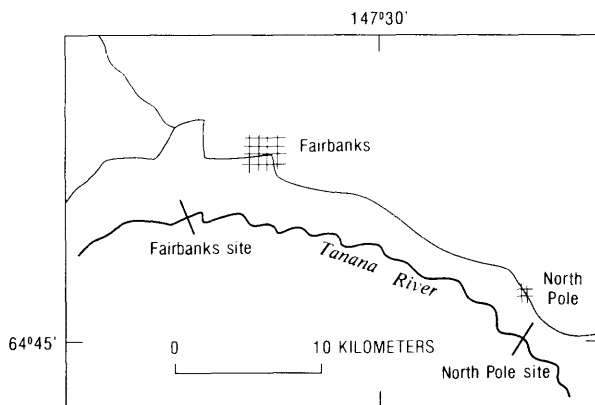 147°30'
Fairbanks
Fairbanks site
Tanana River
North
Pole
64°45'
0 10 KILOMETERS
North Pole site